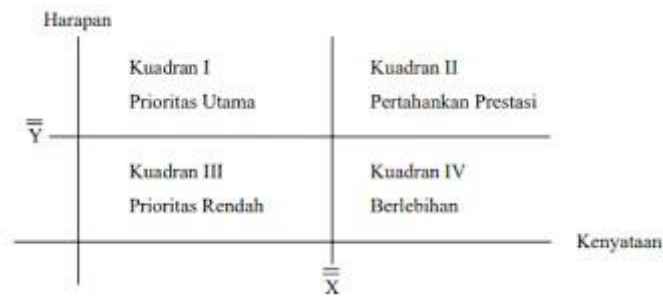 Harapan
Kuadran I
Prioritas Utama
Kuadran II
Pertahankan Prestasi
Y
Kuadran III
Prioritas Rendah
Kuadran IV
Berlebihan
Kenyataan
X